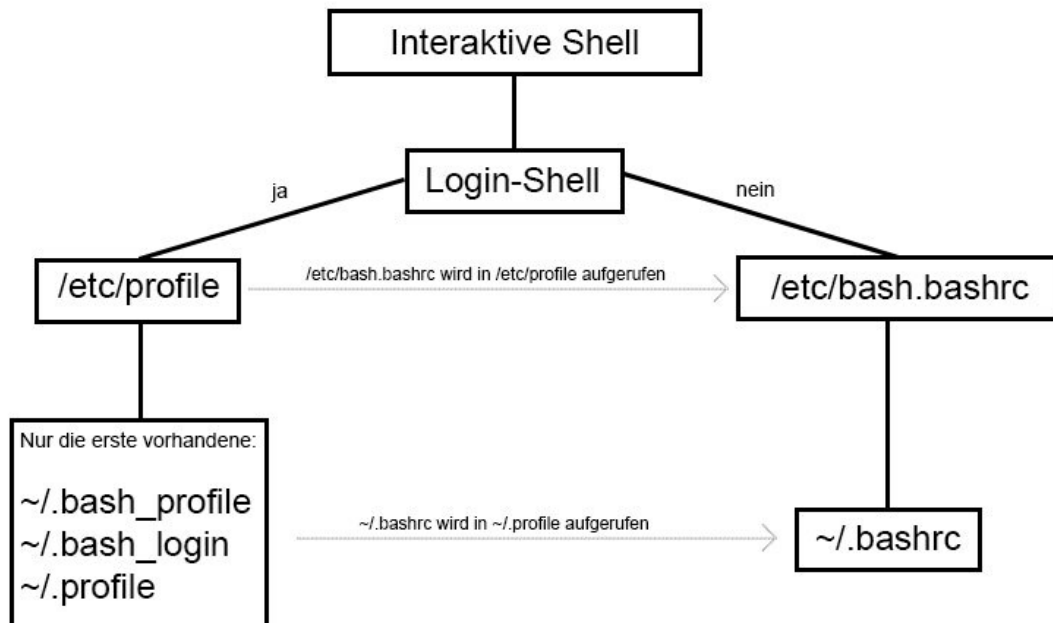 Interaktive Shell
Login-Shell
ja
nein
/etc/profile
/etc/bash.bashrc wird in /etc/profile aufgerufen
/etc/bash.bashrc
Nur die erste vorhandene:
~/.bash_profile
~/.bash_login
~/.profile
~/.bashrc wird in ~/.profile aufgerufen
~/.bashrc